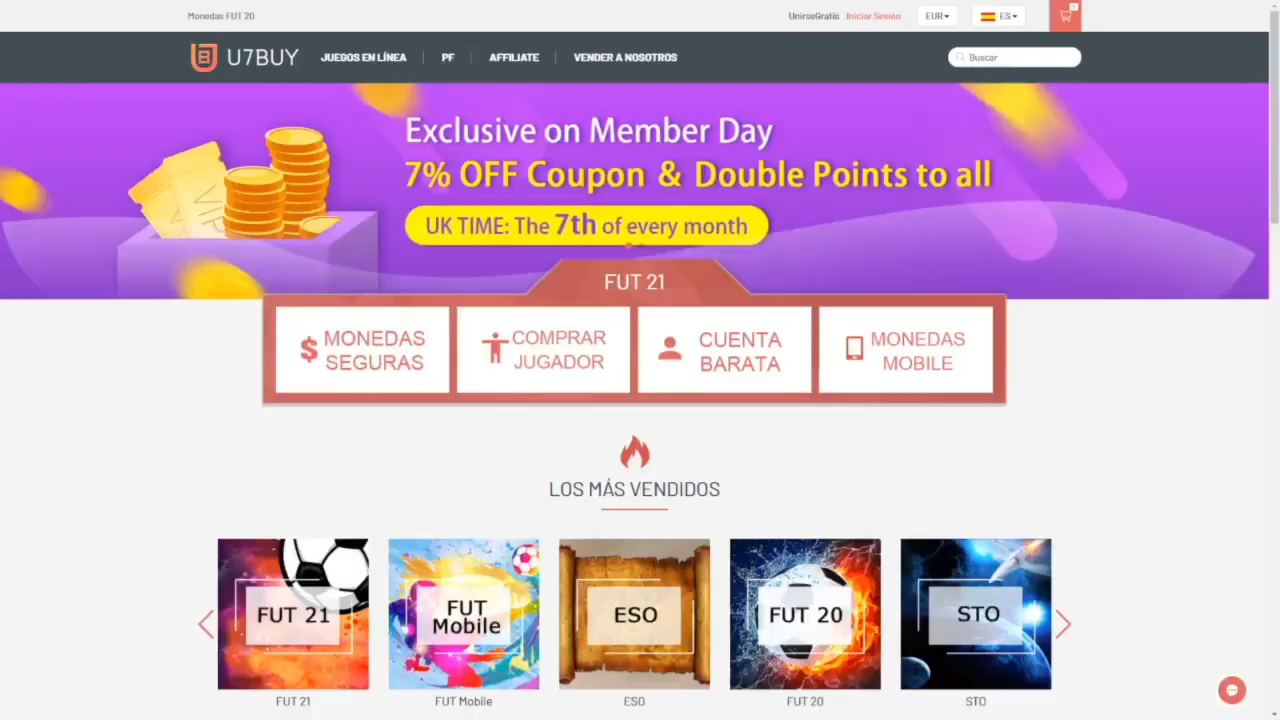 Monedas FUT 20
UnirseGratis Iniciar Sesión
EUR
ES
U7BUY
JUEGOS EN LÍNEA
PF
AFFILIATE
VENDER A NOSOTROS
Buscar
Exclusive on Member Day
7% OFF Coupon & Double Points to all
UK TIME: The 7th of every month
VIP
FUT 21
MONEDAS
SEGURAS
COMPRAR
JUGADOR
CUENTA
BARATA
MONEDAS
MOBILE
LOS MÁS VENDIDOS
FUT 21
FUT
Mobile
ESO
FUT 20
STO
FUT 21
FUT Mobile
ESO
FUT 20
STO